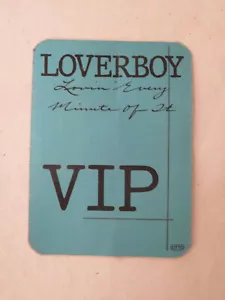 LOVERBOY
Lovin' Every
Minute Of It
VIP